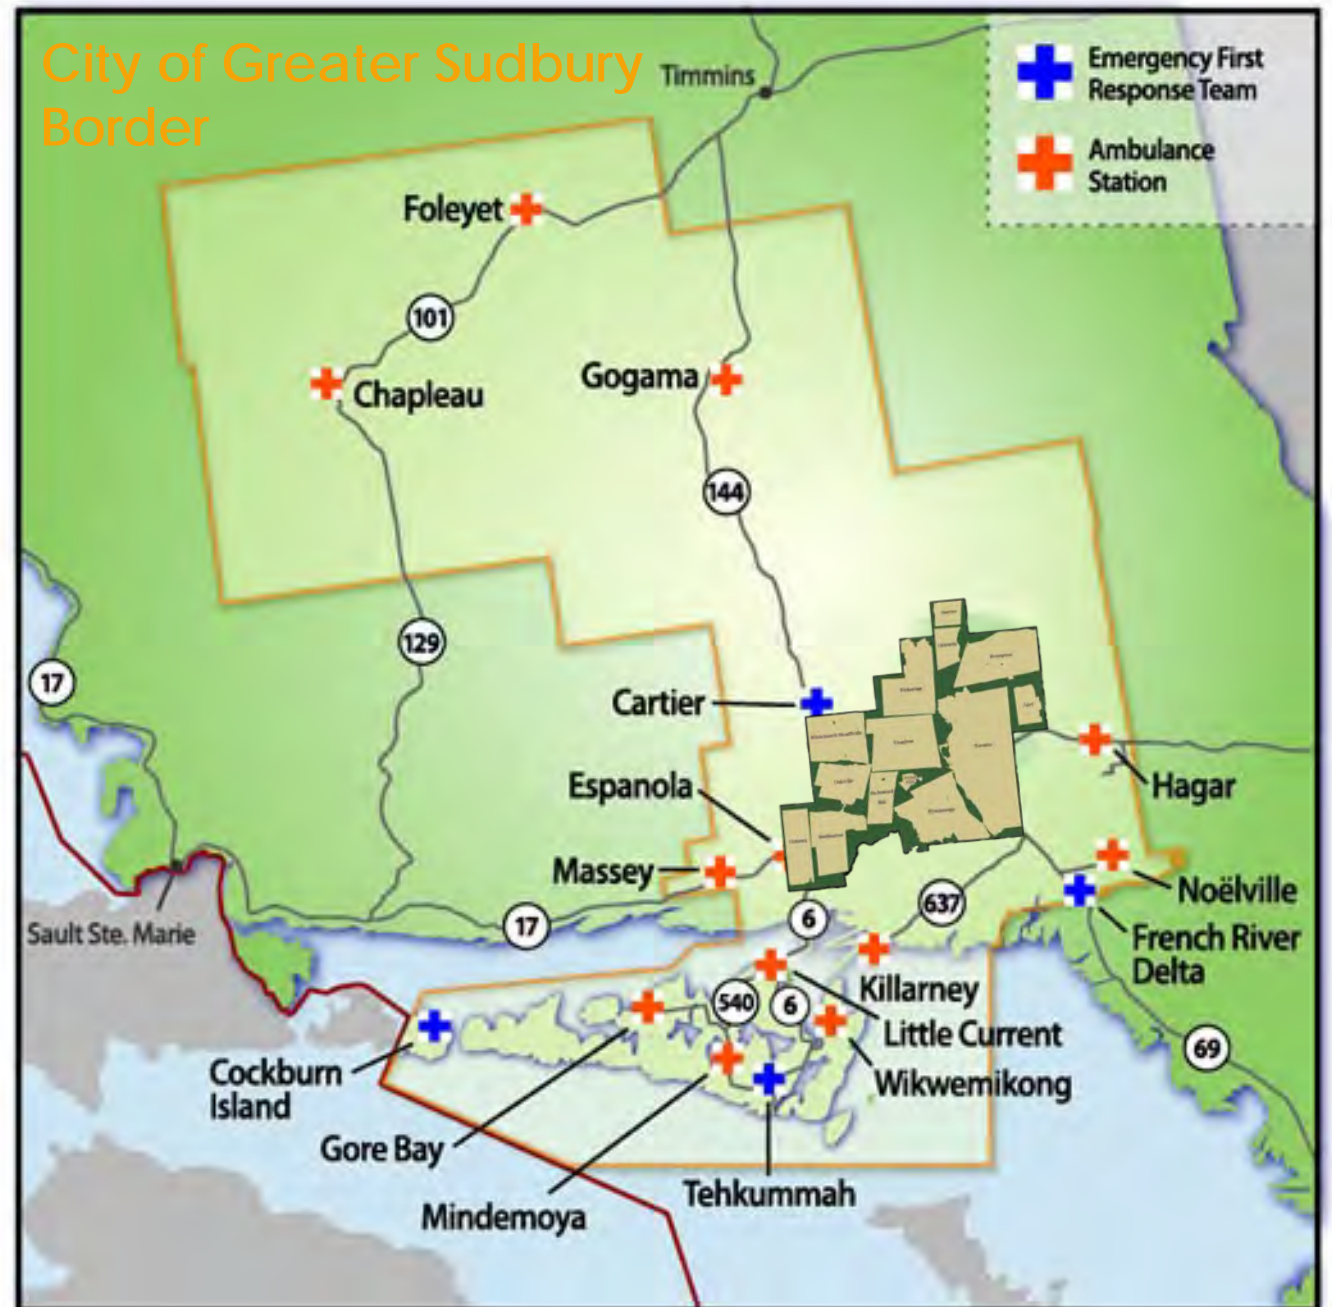 City of Greater Sudbury
Border
Timmins
Emergency First
Response Team
Ambulance
Station
Foleyet
101
Chapleau
Gogama
144
129
17
Cartier
Espanola
Hagar
Massey
Noëlville
Sault Ste. Marie
17
6
637
French River
Delta
Killarney
540
6
Little Current
69
Cockburn
Island
Wikwemikong
Gore Bay
Tehkummah
Mindemoya